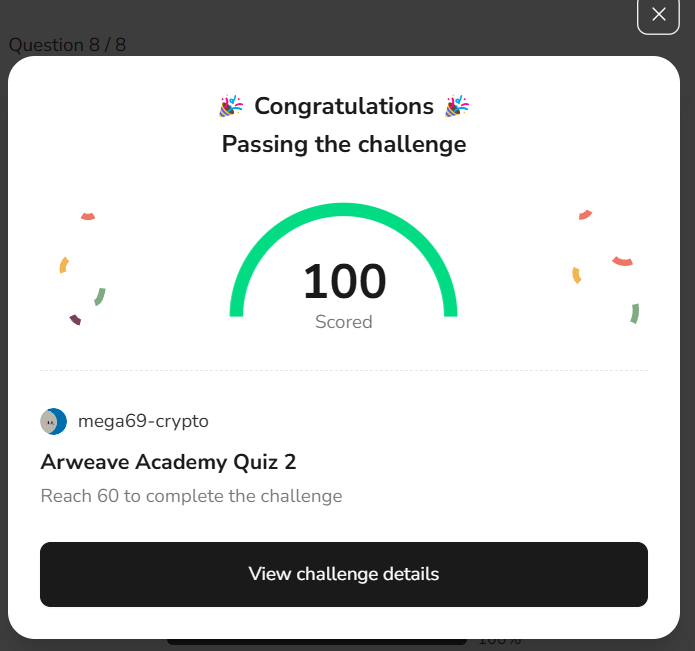 Question 8 / 8
Congratulations
Passing the challenge
100
Scored
mega69-crypto
Arweave Academy Quiz 2
Reach 60 to complete the challenge
View challenge details
100%